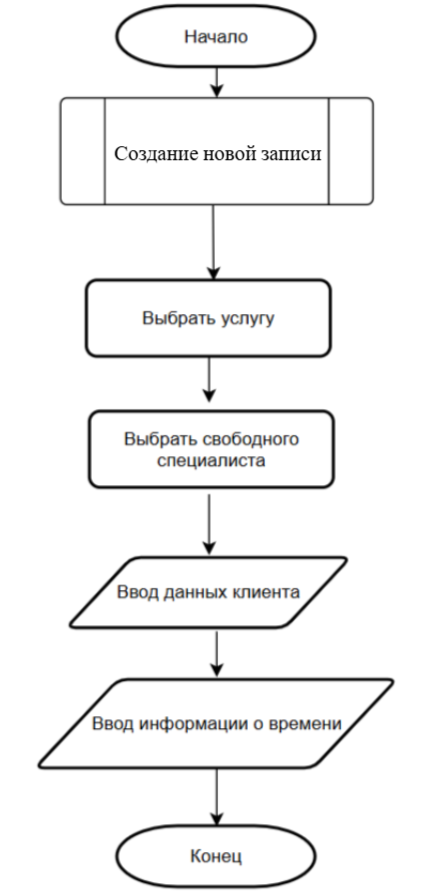 Начало
Создание новой записи
Выбрать услугу
Выбрать свободного
специалиста
Ввод данных клиента
Ввод информации о времени
Конец